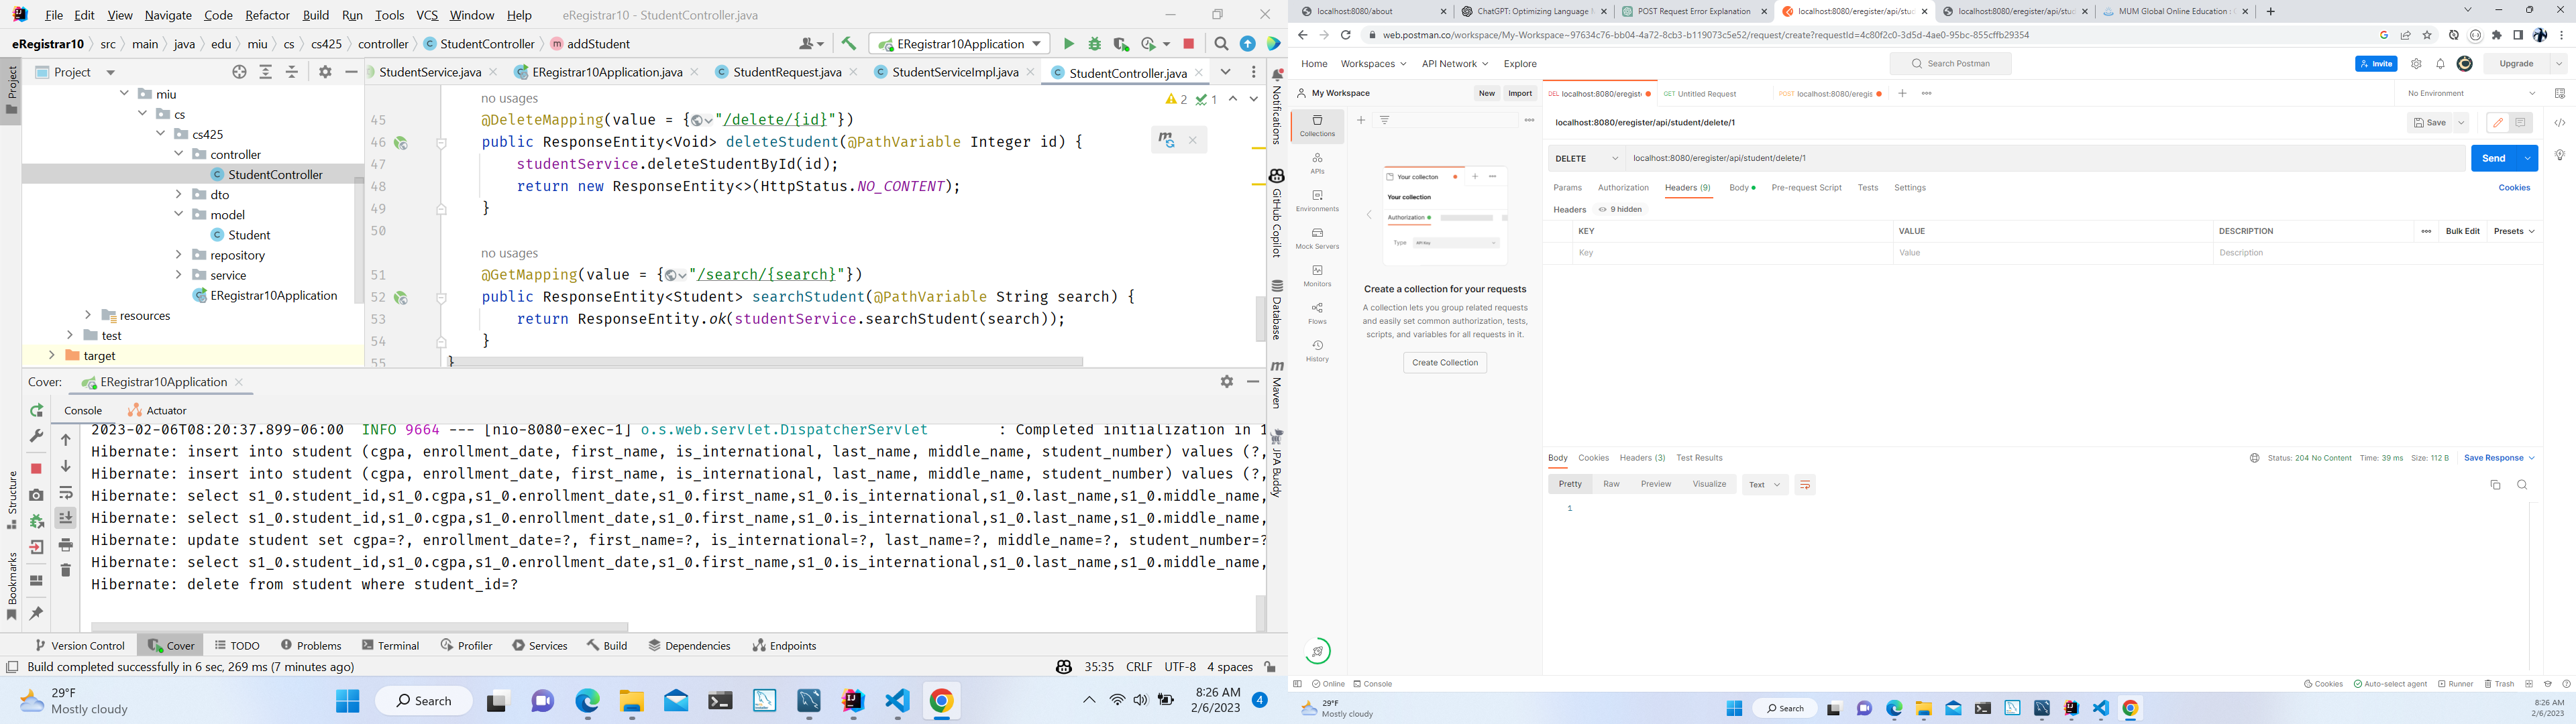 File Edit View Navigate Code Refactor Build Run Tools VCS Window Help eRegistrar10 - StudentController.java
eRegistrar10 src main java edu miu cs cs425 controller StudentController addStudent
ERegistrar10Application
Project
StudentService.java ERegistrar10Application.java StudentRequest.java StudentServiceImpl.java StudentController.java
Project
Structure
Bookmarks
miu
cs
cs425
controller
StudentController
dto
model
Student
repository
service
ERegistrar10Application
resources
test
target
2 1
no usages
45 @DeleteMapping(value = {"/delete/{id}"})
46 public ResponseEntity<Void> deleteStudent(@PathVariable Integer id) {
47 studentService.deleteStudentById(id);
48 return new ResponseEntity<>(HttpStatus.NO_CONTENT);
49 }
50
no usages
51 @GetMapping(value = {"/search/{search}"})
52 public ResponseEntity<Student> searchStudent(@PathVariable String search) {
53 return ResponseEntity.ok(studentService.searchStudent(search));
54 }
55 }
Notifications
GitHub Copilot
Database
Maven
JPA Buddy
Cover: ERegistrar10Application
Console Actuator
2023-02-06T08:20:37.899-06:00 INFO 9664 --- [nio-8080-exec-1] o.s.web.servlet.DispatcherServlet : Completed initialization in 1
Hibernate: insert into student (cgpa, enrollment_date, first_name, is_international, last_name, middle_name, student_number) values (?,
Hibernate: insert into student (cgpa, enrollment_date, first_name, is_international, last_name, middle_name, student_number) values (?,
Hibernate: select s1_0.student_id,s1_0.cgpa,s1_0.enrollment_date,s1_0.first_name,s1_0.is_international,s1_0.last_name,s1_0.middle_name,
Hibernate: select s1_0.student_id,s1_0.cgpa,s1_0.enrollment_date,s1_0.first_name,s1_0.is_international,s1_0.last_name,s1_0.middle_name,
Hibernate: update student set cgpa=?, enrollment_date=?, first_name=?, is_international=?, last_name=?, middle_name=?, student_number=?
Hibernate: select s1_0.student_id,s1_0.cgpa,s1_0.enrollment_date,s1_0.first_name,s1_0.is_international,s1_0.last_name,s1_0.middle_name,
Hibernate: delete from student where student_id=?
Version Control Cover TODO Problems Terminal Profiler Services Build Dependencies Endpoints
Build completed successfully in 6 sec, 269 ms (7 minutes ago) 35:35 CRLF UTF-8 4 spaces
29°F
Mostly cloudy
Search
8:26 AM
2/6/2023
4
localhost:8080/about ChatGPT: Optimizing Language POST Request Error Explanation localhost:8080/eregister/api/stud localhost:8080/eregister/api/stud MUM Global Online Education :
web.postman.co/workspace/My-Workspace~97634c76-bb04-4a72-8cb3-b119073c5e52/request/create?requestId=4c80f2c0-3d5d-4ae0-95bc-855cffb29354
Home Workspaces API Network Explore Search Postman Invite Upgrade
My Workspace New Import
DEL localhost:8080/eregiste GET Untitled Request POST localhost:8080/eregis No Environment
Collections
APIs
Environments
Mock Servers
Monitors
Flows
History
Your collection
Your collection
Authorization
Type API Key
Create a collection for your requests
A collection lets you group related requests
and easily set common authorization, tests,
scripts, and variables for all requests in it.
Create Collection
localhost:8080/eregister/api/student/delete/1 Save
DELETE localhost:8080/eregister/api/student/delete/1 Send
Params Authorization Headers (9) Body Pre-request Script Tests Settings Cookies
Headers 9 hidden
KEY VALUE DESCRIPTION Bulk Edit Presets
Key Value Description
Body Cookies Headers (3) Test Results Status: 204 No Content Time: 39 ms Size: 112 B Save Response
Pretty Raw Preview Visualize Text
1
Online Console Cookies Auto-select agent Runner Trash
29°F
Mostly cloudy
Search
8:26 AM
2/6/2023